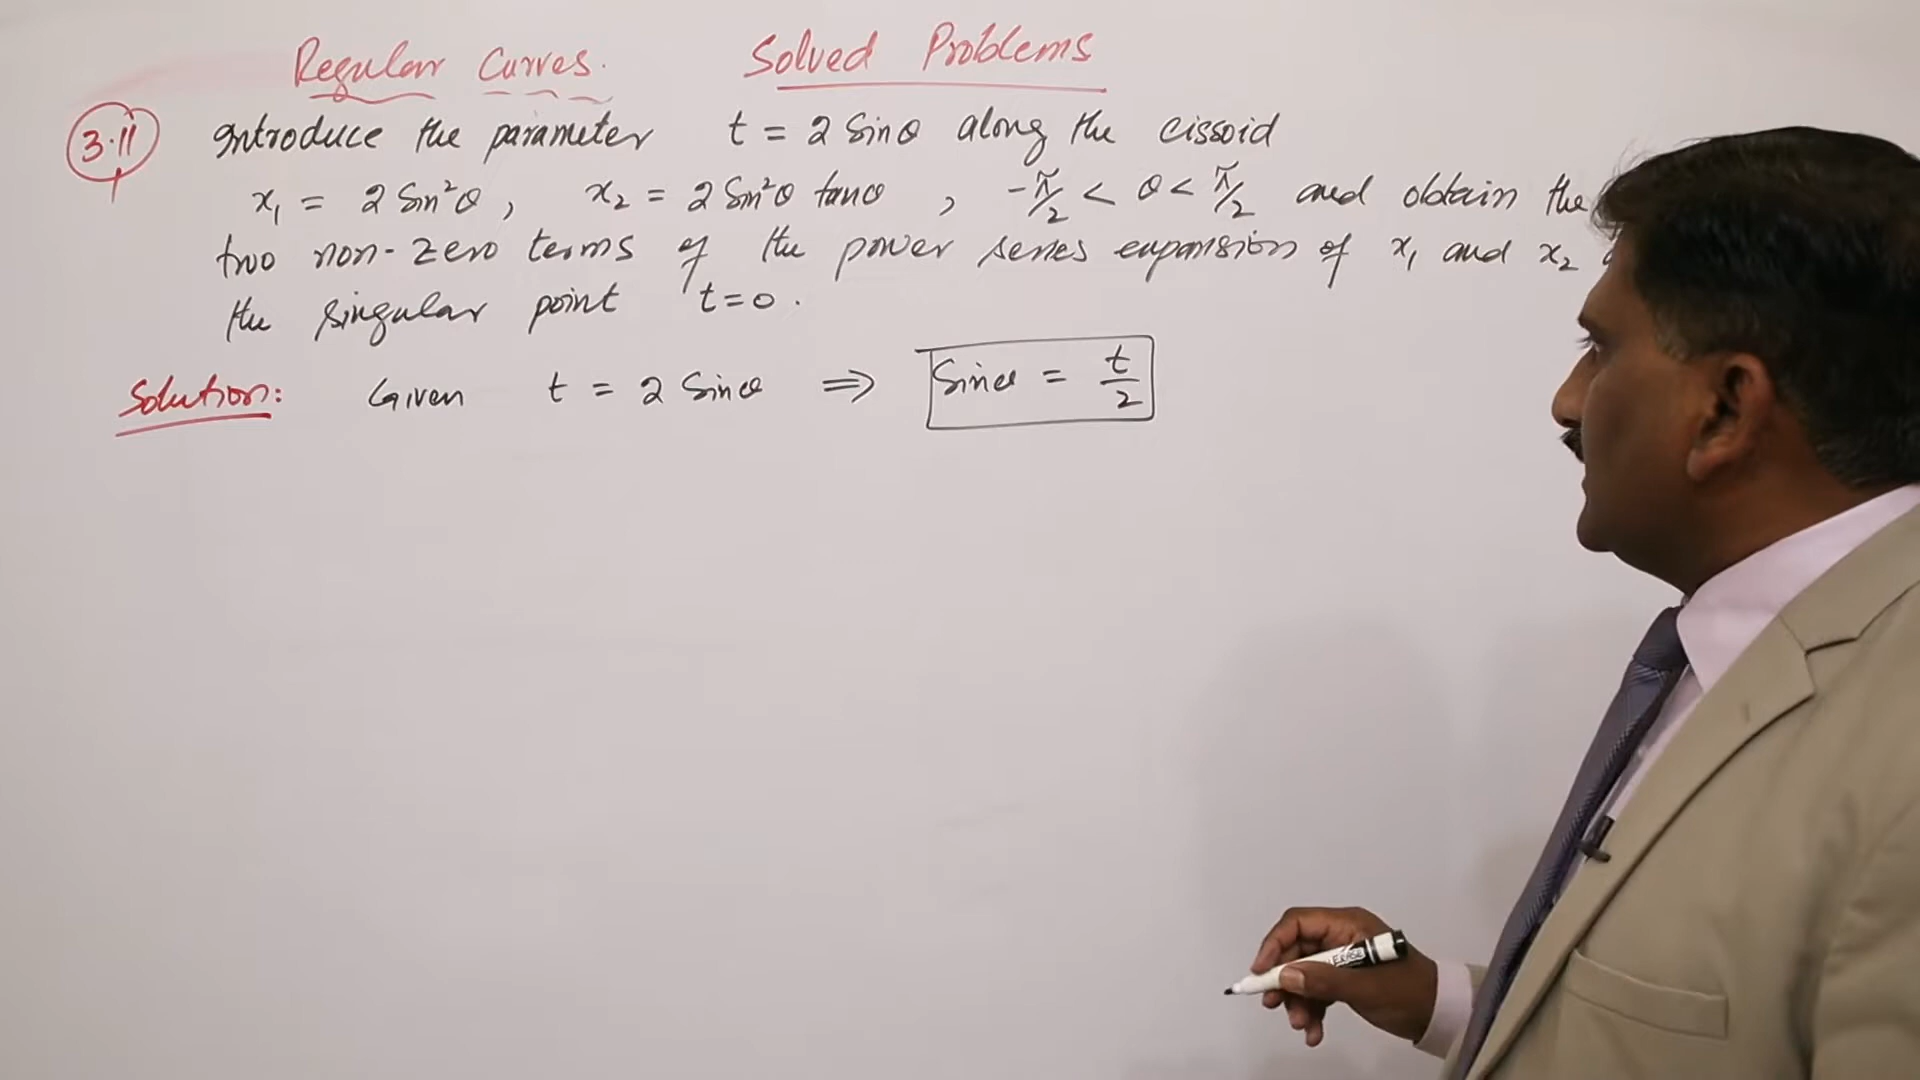 Regular Curves. Solved Problems
3.11 Introduce the parameter t = 2 Sinθ along the cissoid
x₁ = 2 Sin²θ, x₂ = 2 Sin²θ tanθ, -π/2 < θ < π/2 and obtain the
two non-zero terms of the power series expansion of x₁ and x₂
the singular point t=0.
Solution: Given t = 2 Sinθ ⇒ Sinθ = t/2
ERASE